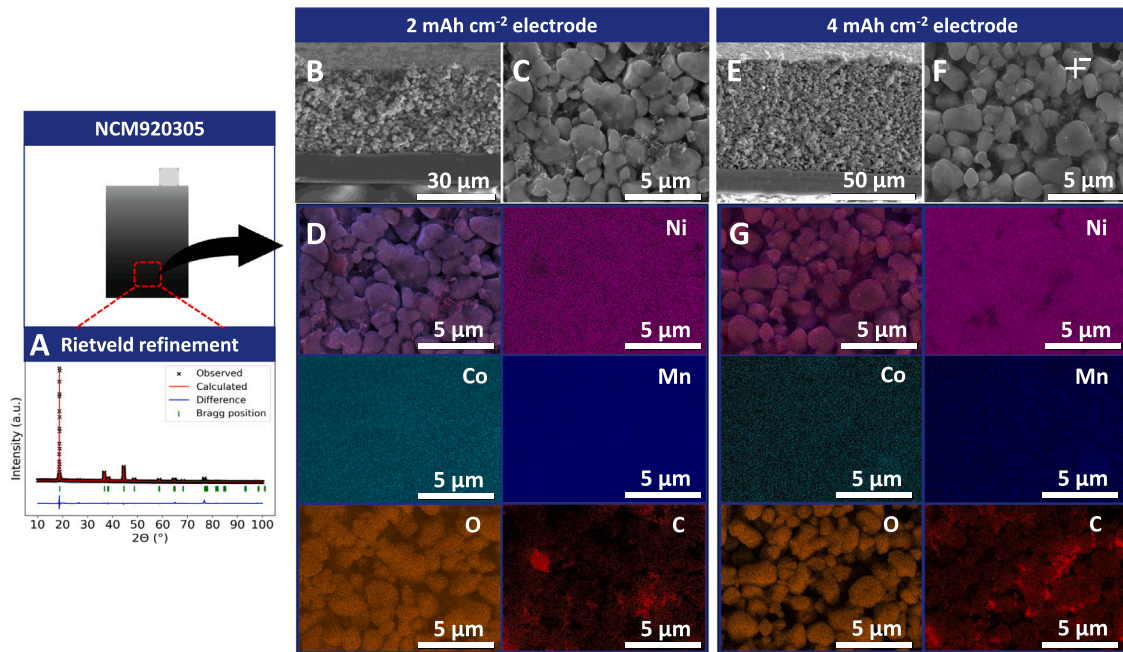 2 mAh cm⁻² electrode
4 mAh cm⁻² electrode
B
30 µm
C
5 µm
E
50 µm
F
5 µm
NCM920305
A Rietveld refinement
Observed
Calculated
Difference
Bragg position
Intensity (a.u.)
10 20 30 40 50 60 70 80 90 100
2Θ (°)
D
5 µm
Ni
5 µm
G
5 µm
Ni
5 µm
Co
5 µm
Mn
5 µm
Co
5 µm
Mn
5 µm
O
5 µm
C
5 µm
O
5 µm
C
5 µm